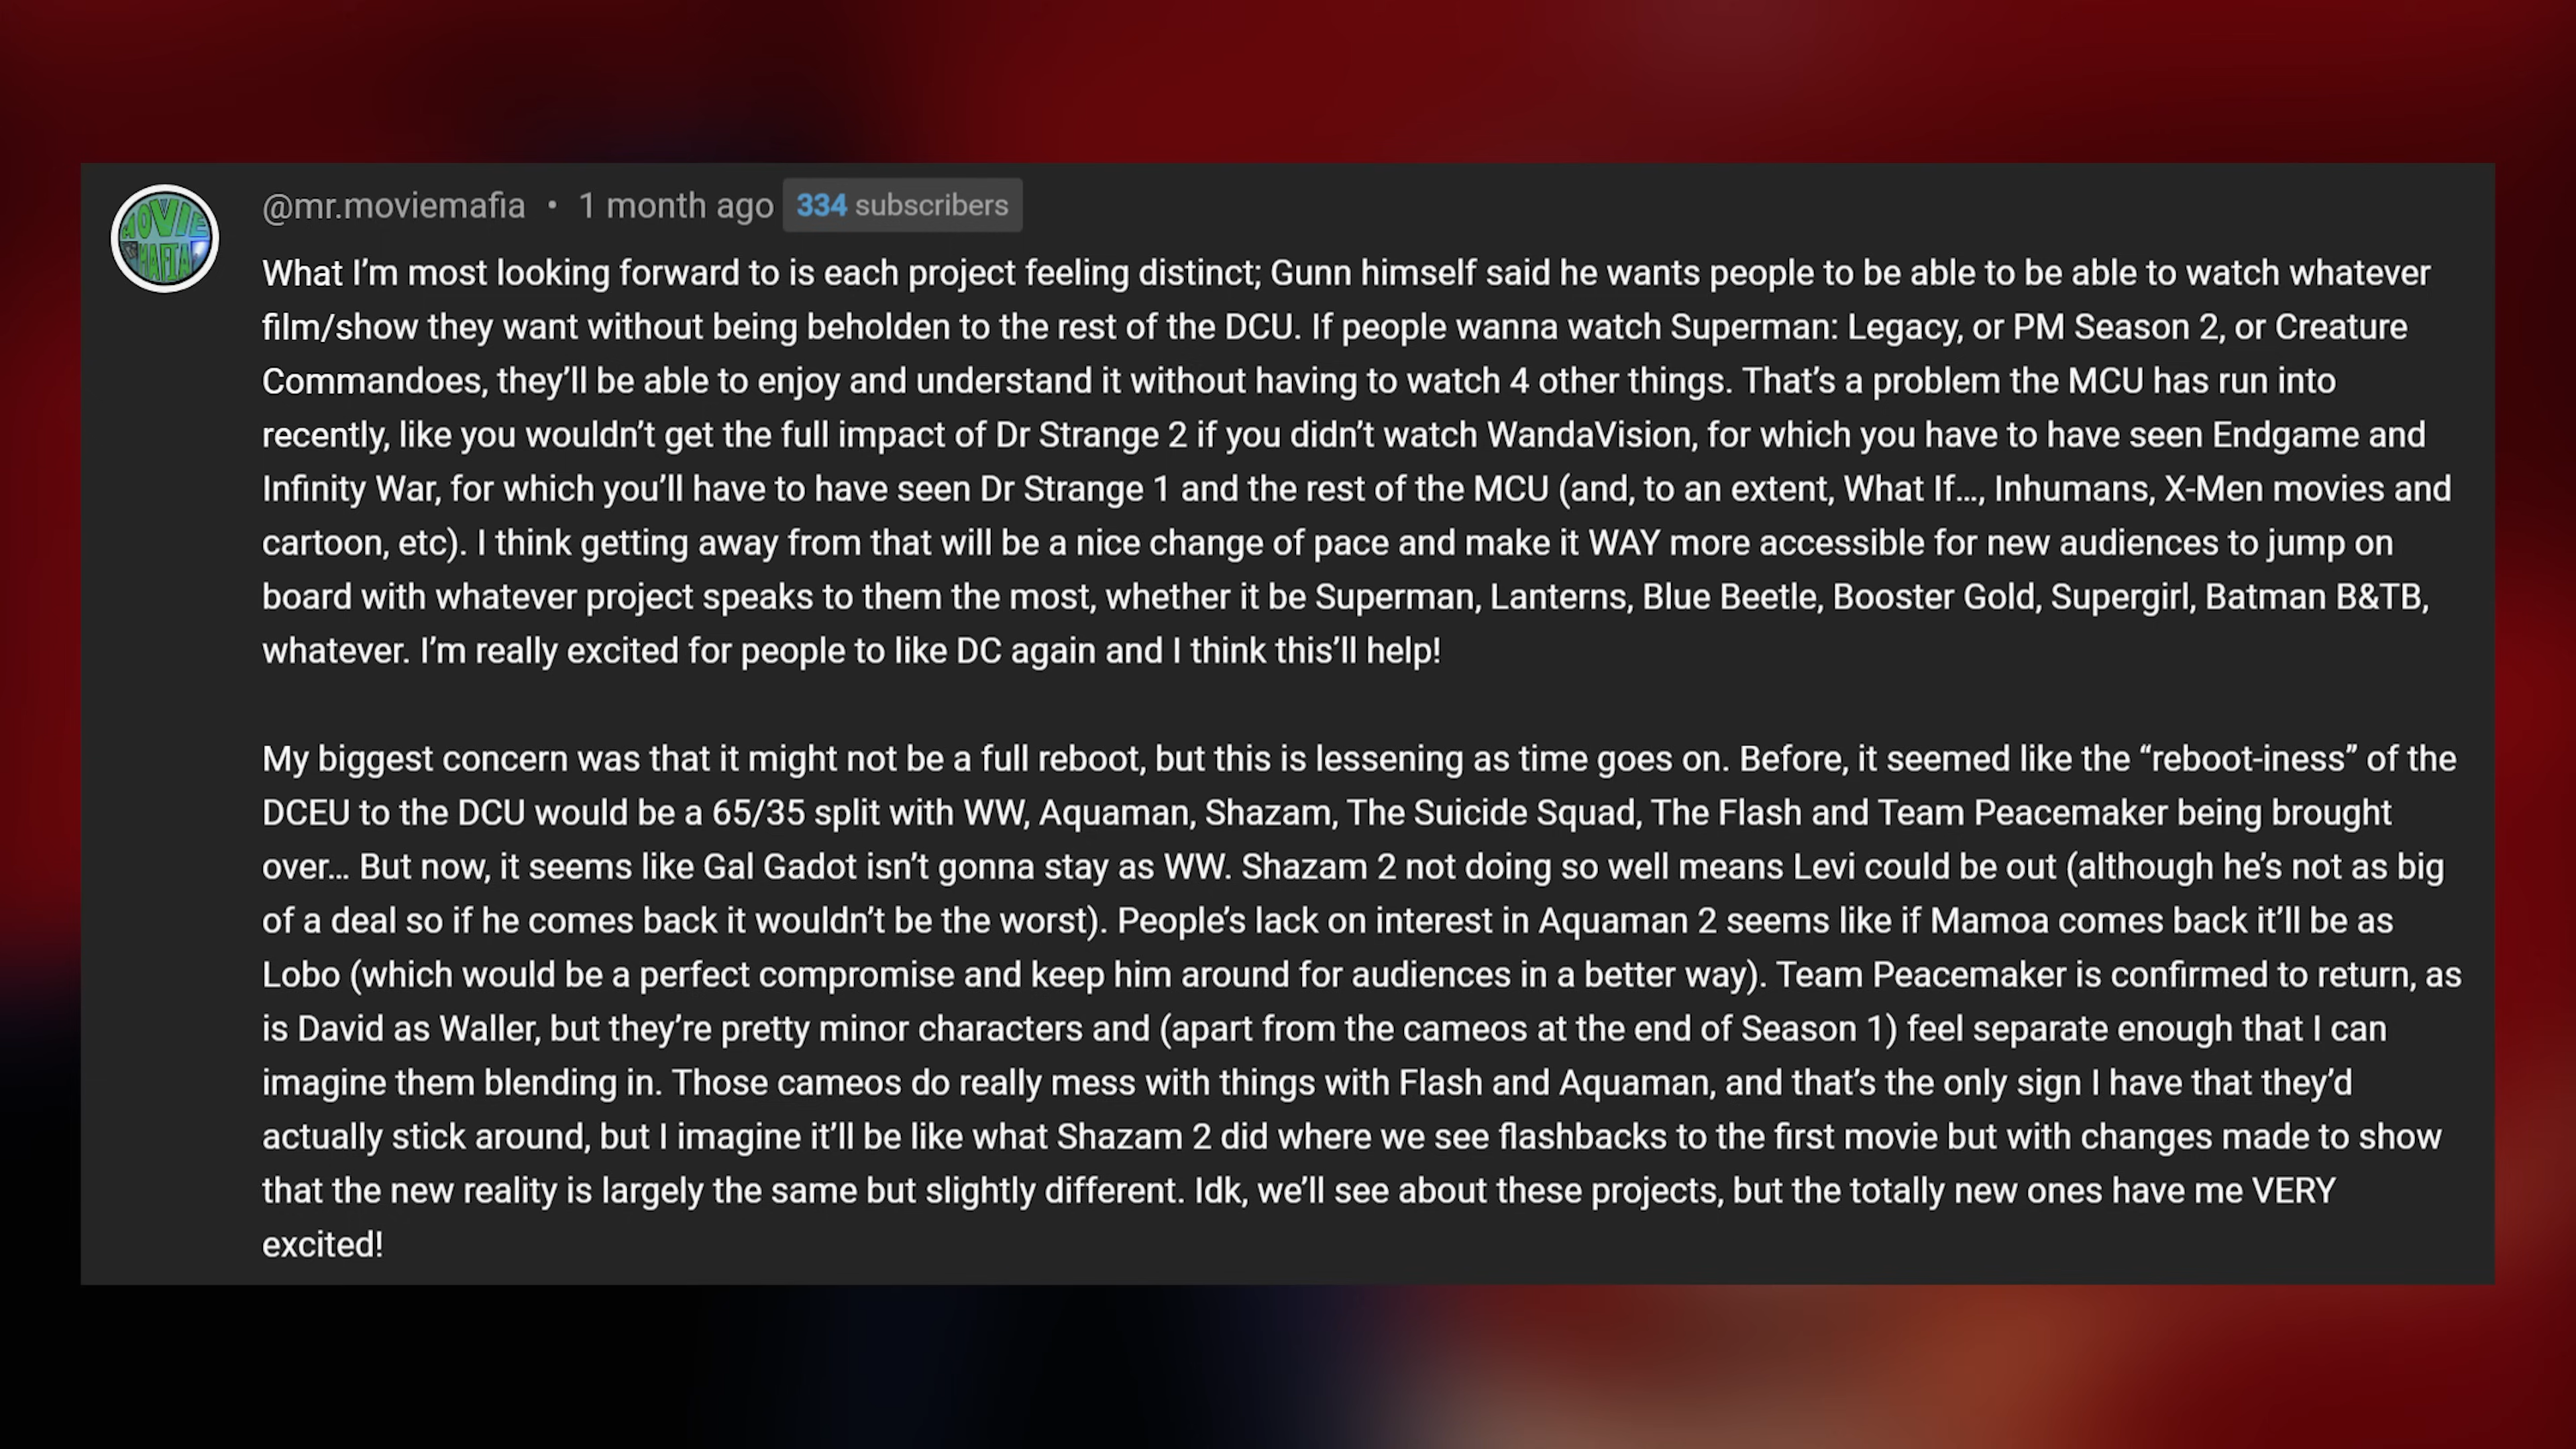 MOVIE
MAFIA
@mr.moviemafia • 1 month ago 334 subscribers
What I’m most looking forward to is each project feeling distinct; Gunn himself said he wants people to be able to be able to watch whatever
film/show they want without being beholden to the rest of the DCU. If people wanna watch Superman: Legacy, or PM Season 2, or Creature
Commandoes, they’ll be able to enjoy and understand it without having to watch 4 other things. That’s a problem the MCU has run into
recently, like you wouldn’t get the full impact of Dr Strange 2 if you didn’t watch WandaVision, for which you have to have seen Endgame and
Infinity War, for which you’ll have to have seen Dr Strange 1 and the rest of the MCU (and, to an extent, What If…, Inhumans, X-Men movies and
cartoon, etc). I think getting away from that will be a nice change of pace and make it WAY more accessible for new audiences to jump on
board with whatever project speaks to them the most, whether it be Superman, Lanterns, Blue Beetle, Booster Gold, Supergirl, Batman B&TB,
whatever. I’m really excited for people to like DC again and I think this’ll help!
My biggest concern was that it might not be a full reboot, but this is lessening as time goes on. Before, it seemed like the “reboot-iness” of the
DCEU to the DCU would be a 65/35 split with WW, Aquaman, Shazam, The Suicide Squad, The Flash and Team Peacemaker being brought
over… But now, it seems like Gal Gadot isn’t gonna stay as WW. Shazam 2 not doing so well means Levi could be out (although he’s not as big
of a deal so if he comes back it wouldn’t be the worst). People’s lack on interest in Aquaman 2 seems like if Mamoa comes back it’ll be as
Lobo (which would be a perfect compromise and keep him around for audiences in a better way). Team Peacemaker is confirmed to return, as
is David as Waller, but they’re pretty minor characters and (apart from the cameos at the end of Season 1) feel separate enough that I can
imagine them blending in. Those cameos do really mess with things with Flash and Aquaman, and that’s the only sign I have that they’d
actually stick around, but I imagine it’ll be like what Shazam 2 did where we see flashbacks to the first movie but with changes made to show
that the new reality is largely the same but slightly different. Idk, we’ll see about these projects, but the totally new ones have me VERY
excited!